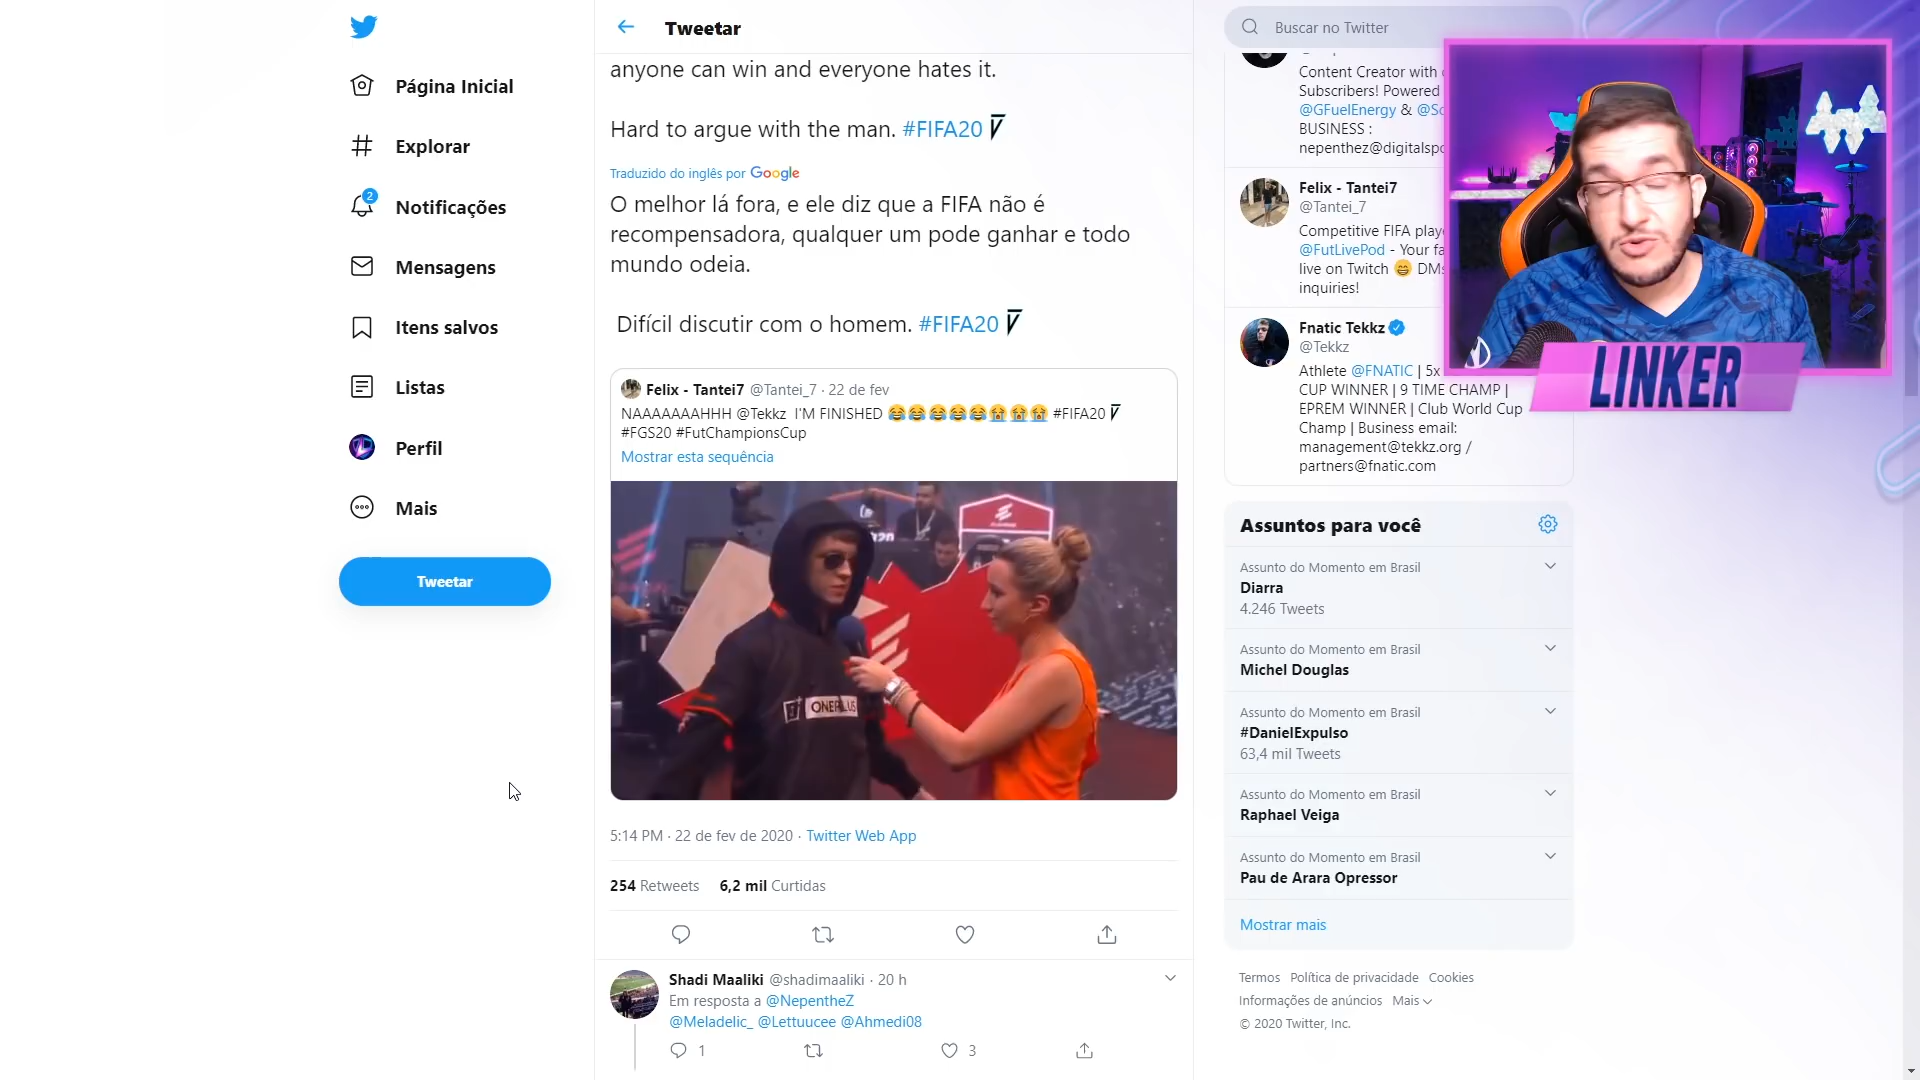 Página Inicial
Explorar
2
Notificações
Mensagens
Itens salvos
Listas
Perfil
Mais
Tweetar
Tweetar
anyone can win and everyone hates it.
Hard to argue with the man. #FIFA20
Traduzido do inglês por Google
O melhor lá fora, e ele diz que a FIFA não é
recompensadora, qualquer um pode ganhar e todo
mundo odeia.
Difícil discutir com o homem. #FIFA20
Felix - Tantei7 @Tantei_7 · 22 de fev
NAAAAAAAHHH @Tekkz I'M FINISHED 😂😂😂😂😂😭😭😭 #FIFA20
#FGS20 #FutChampionsCup
Mostrar esta sequência
5:14 PM · 22 de fev de 2020 · Twitter Web App
254 Retweets 6,2 mil Curtidas
Shadi Maaliki @shadimaaliki · 20 h
Em resposta a @NepentheZ
@Meladelic_ @Lettuucee @Ahmedi08
1
3
Buscar no Twitter
Content Creator with
Subscribers! Powered
@GFuelEnergy &
BUSINESS :
Felix - Tantei7
@Tantei_7
Competitive FIFA
@FutLivePod - Your
live on Twitch 😄
inquiries!
Fnatic Tekkz
@Tekkz
Athlete @FNATIC | 5x
CUP WINNER | 9 TIME CHAMP |
EPREM WINNER | Club World Cup
Champ | Business email:
management@tekkz.org /
partners@fnatic.com
LINKER
Assuntos para você
Assunto do Momento em Brasil
Diarra
4.246 Tweets
Assunto do Momento em Brasil
Michel Douglas
Assunto do Momento em Brasil
#DanielExpulso
63,4 mil Tweets
Assunto do Momento em Brasil
Raphael Veiga
Assunto do Momento em Brasil
Pau de Arara Opressor
Mostrar mais
Termos Política de privacidade Cookies
Informações de anúncios Mais
© 2020 Twitter, Inc.